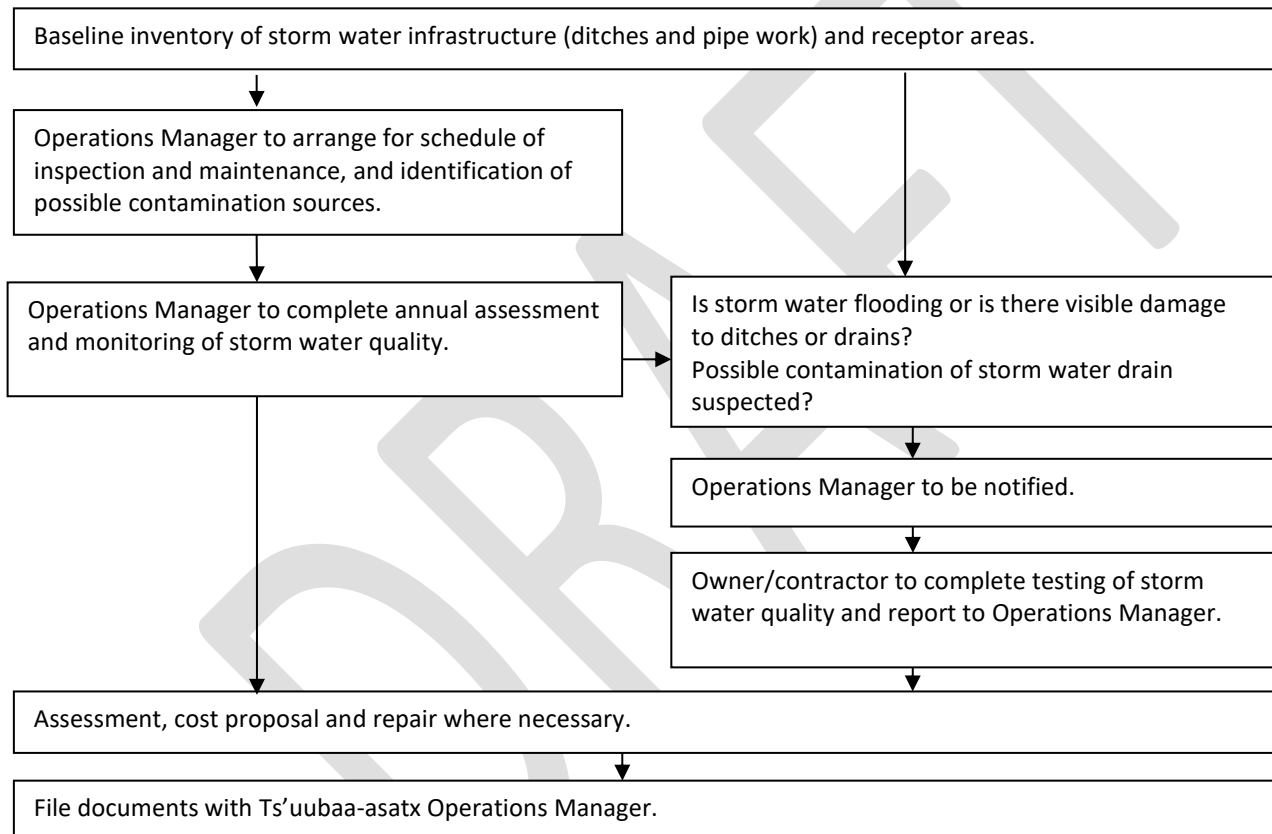 Baseline inventory of storm water infrastructure (ditches and pipe work) and receptor areas.
Operations Manager to arrange for schedule of
inspection and maintenance, and identification of
possible contamination sources.
Operations Manager to complete annual assessment
and monitoring of storm water quality.
Is storm water flooding or is there visible damage
to ditches or drains?
Possible contamination of storm water drain
suspected?
Operations Manager to be notified.
Owner/contractor to complete testing of storm
water quality and report to Operations Manager.
Assessment, cost proposal and repair where necessary.
File documents with Ts’uubaa-asatx Operations Manager.
DRAFT